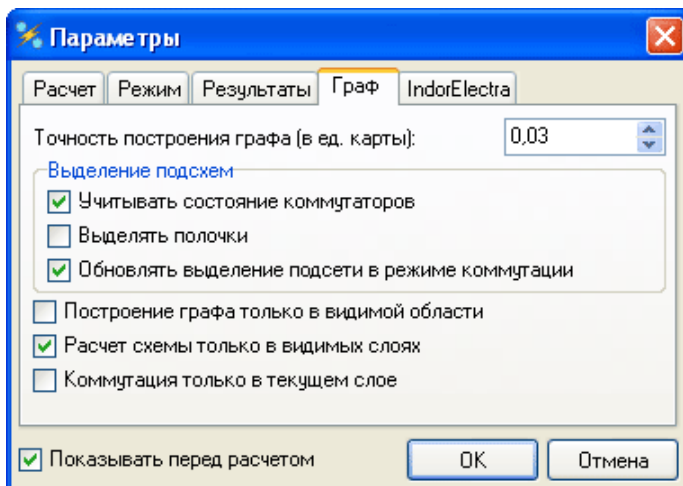 Параметры
Расчет Режим Результаты Граф IndorElectra
Точность построения графа (в ед. карты): 0,03
Выделение подсхем
Учитывать состояние коммутаторов
Выделять полочки
Обновлять выделение подсети в режиме коммутации
Построение графа только в видимой области
Расчет схемы только в видимых слоях
Коммутация только в текущем слое
Показывать перед расчетом OK Отмена